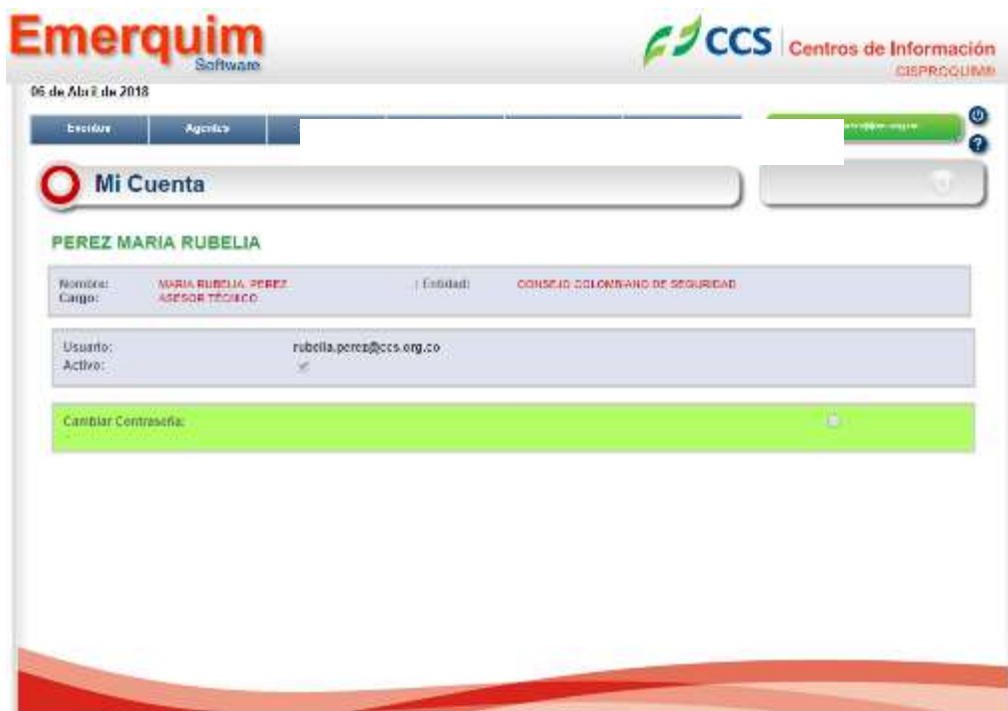 Emerquim
Software
CCS Centros de Información
CISPROQUIM®
06 de Abril de 2018
Eventos Agentes
Mi Cuenta
PEREZ MARIA RUBELIA
Nombre: MARIA RUBELIA PEREZ Entidad: CONSEJO COLOMBIANO DE SEGURIDAD
Cargo: ASESOR TÉCNICO
Usuario: rubelia.perez@ccs.org.co
Activo:
Cambiar Contraseña: